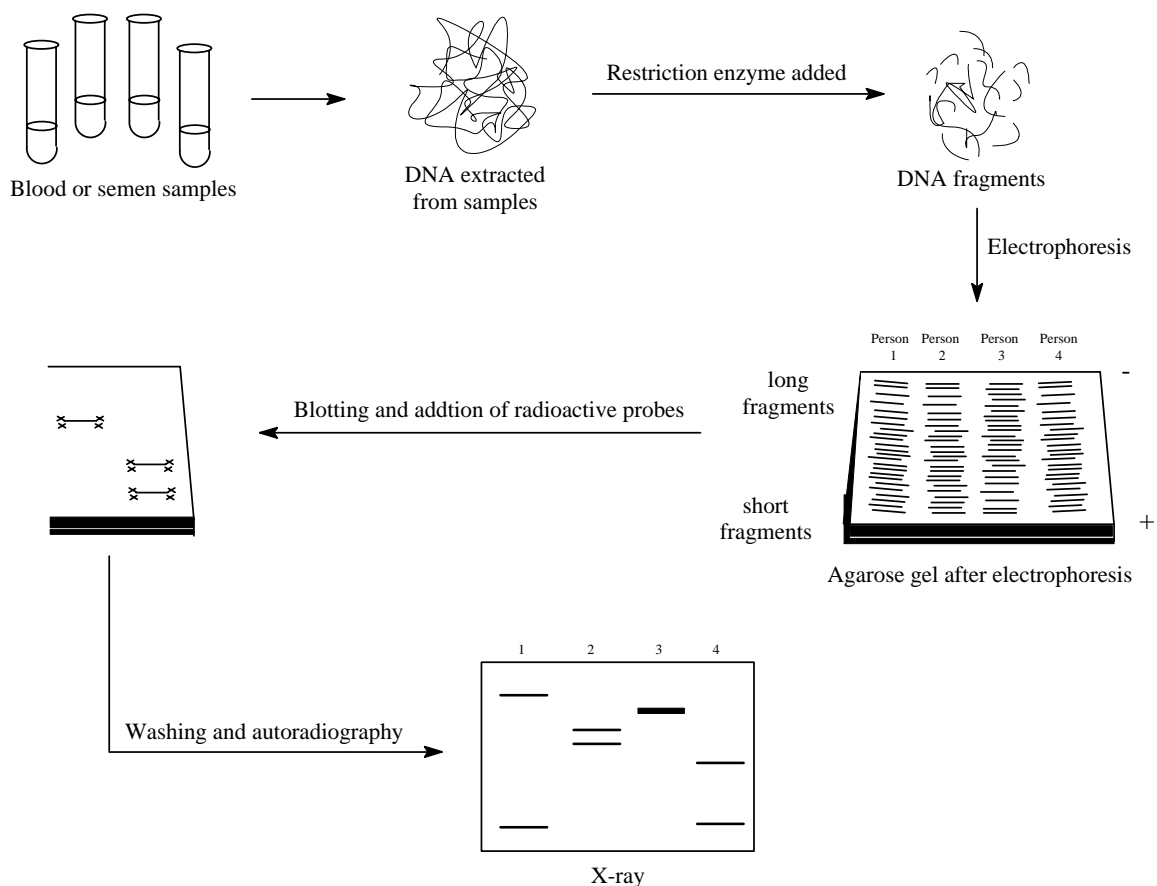 Blood or semen samples
DNA extracted
from samples
Restriction enzyme added
DNA fragments
Electrophoresis
Person Person Person Person
1 2 3 4
-
long
fragments
short
fragments
+
Agarose gel after electrophoresis
Blotting and addtion of radioactive probes
Washing and autoradiography
1 2 3 4
X-ray